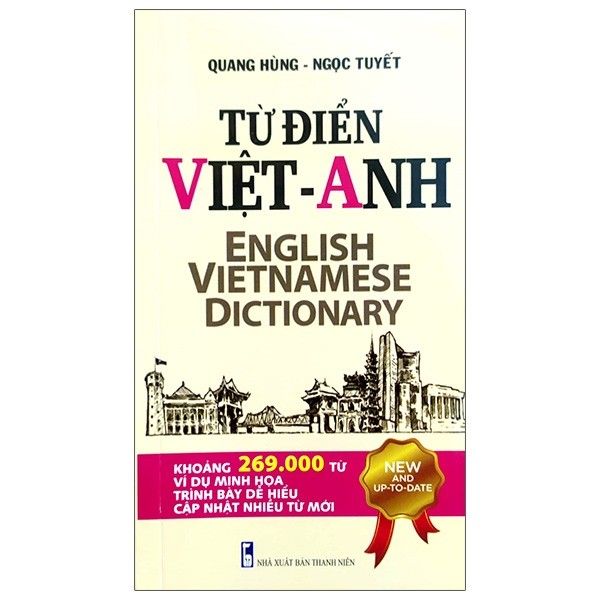 QUANG HÙNG - NGỌC TUYẾT
TỪ ĐIỂN
VIỆT-ANH
ENGLISH
VIETNAMESE
DICTIONARY
KHOẢNG 269.000 TỪ
VÍ DỤ MINH HỌA
TRÌNH BÀY DỄ HIỂU
CẬP NHẬT NHIỀU TỪ MỚI
NEW
AND
UP-TO-DATE
NHÀ XUẤT BẢN THANH NIÊN